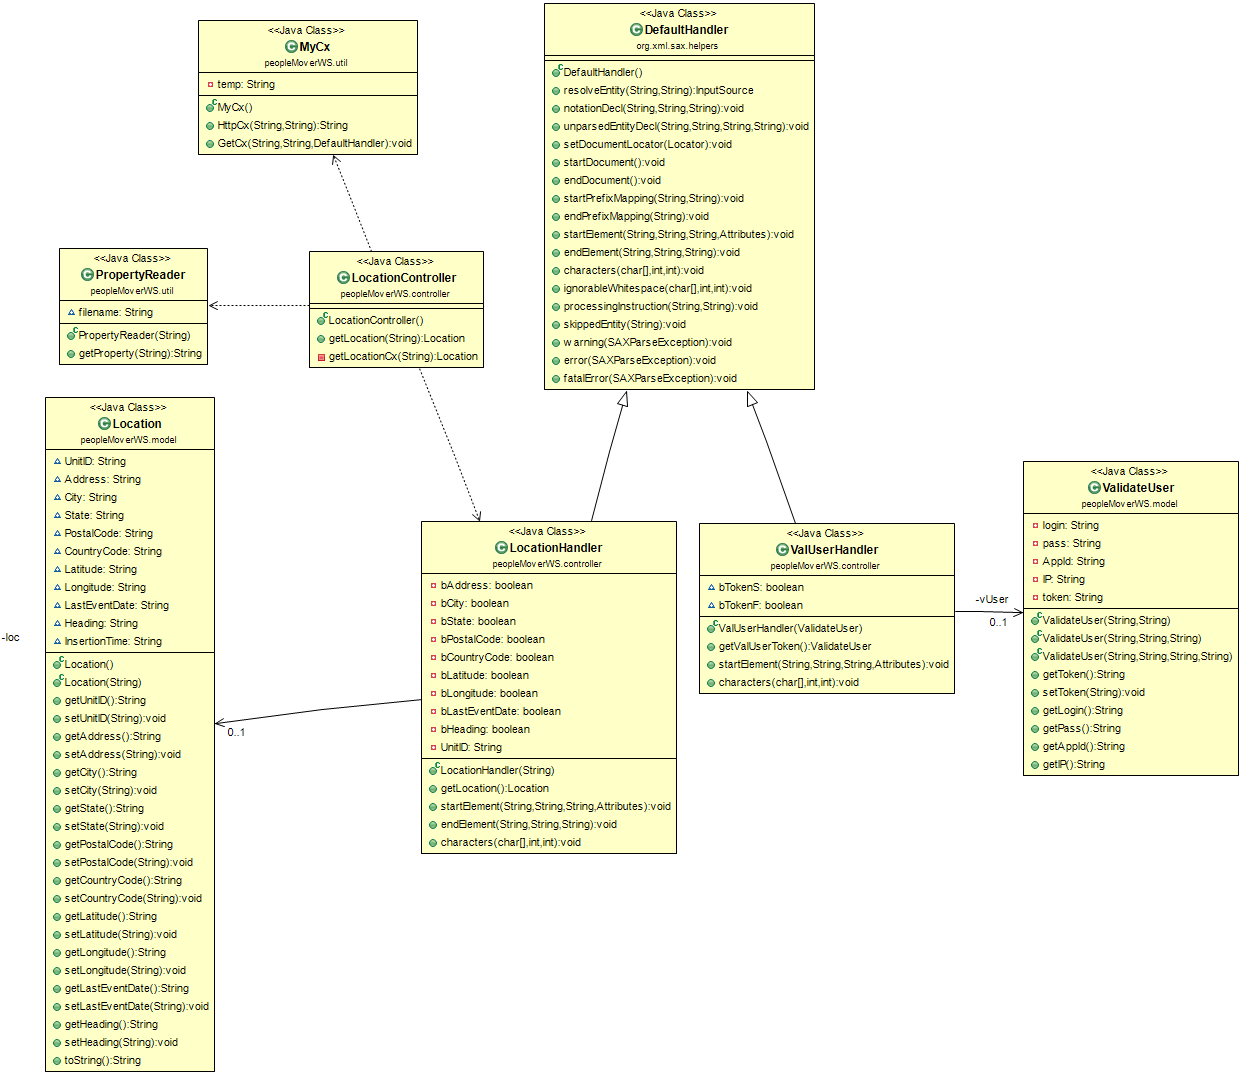 <<Java Class>>
MyCx
peopleMoverWS.util
temp: String
MyCx()
HttpCx(String,String):String
GetCx(String,String,DefaultHandler):void
<<Java Class>>
DefaultHandler
org.xml.sax.helpers
DefaultHandler()
resolveEntity(String,String):InputSource
notationDecl(String,String,String):void
unparsedEntityDecl(String,String,String,String):void
setDocumentLocator(Locator):void
startDocument():void
endDocument():void
startPrefixMapping(String,String):void
endPrefixMapping(String):void
startElement(String,String,String,Attributes):void
endElement(String,String,String):void
characters(char[],int,int):void
ignorableWhitespace(char[],int,int):void
processingInstruction(String,String):void
skippedEntity(String):void
warning(SAXParseException):void
error(SAXParseException):void
fatalError(SAXParseException):void
<<Java Class>>
PropertyReader
peopleMoverWS.util
filename: String
PropertyReader(String)
getProperty(String):String
<<Java Class>>
LocationController
peopleMoverWS.controller
LocationController()
getLocation(String):Location
getLocationCx(String):Location
<<Java Class>>
Location
peopleMoverWS.model
UnitID: String
Address: String
City: String
State: String
PostalCode: String
CountryCode: String
Latitude: String
Longitude: String
LastEventDate: String
Heading: String
InsertionTime: String
Location()
Location(String)
getUnitID():String
setUnitID(String):void
getAddress():String
setAddress(String):void
getCity():String
setCity(String):void
getState():String
setState(String):void
getPostalCode():String
setPostalCode(String):void
getCountryCode():String
setCountryCode(String):void
getLatitude():String
setLatitude(String):void
getLongitude():String
setLongitude(String):void
getLastEventDate():String
setLastEventDate(String):void
getHeading():String
setHeading(String):void
toString():String
-loc
0..1
<<Java Class>>
LocationHandler
peopleMoverWS.controller
bAddress: boolean
bCity: boolean
bState: boolean
bPostalCode: boolean
bCountryCode: boolean
bLatitude: boolean
bLongitude: boolean
bLastEventDate: boolean
bHeading: boolean
UnitID: String
LocationHandler(String)
getLocation():Location
startElement(String,String,String,Attributes):void
endElement(String,String,String):void
characters(char[],int,int):void
<<Java Class>>
ValUserHandler
peopleMoverWS.controller
bTokenS: boolean
bTokenF: boolean
ValUserHandler(ValidateUser)
getValUserToken():ValidateUser
startElement(String,String,String,Attributes):void
characters(char[],int,int):void
-vUser
0..1
<<Java Class>>
ValidateUser
peopleMoverWS.model
login: String
pass: String
AppId: String
IP: String
token: String
ValidateUser(String,String)
ValidateUser(String,String,String)
ValidateUser(String,String,String,String)
getToken():String
setToken(String):void
getLogin():String
getPass():String
getAppId():String
getIP():String